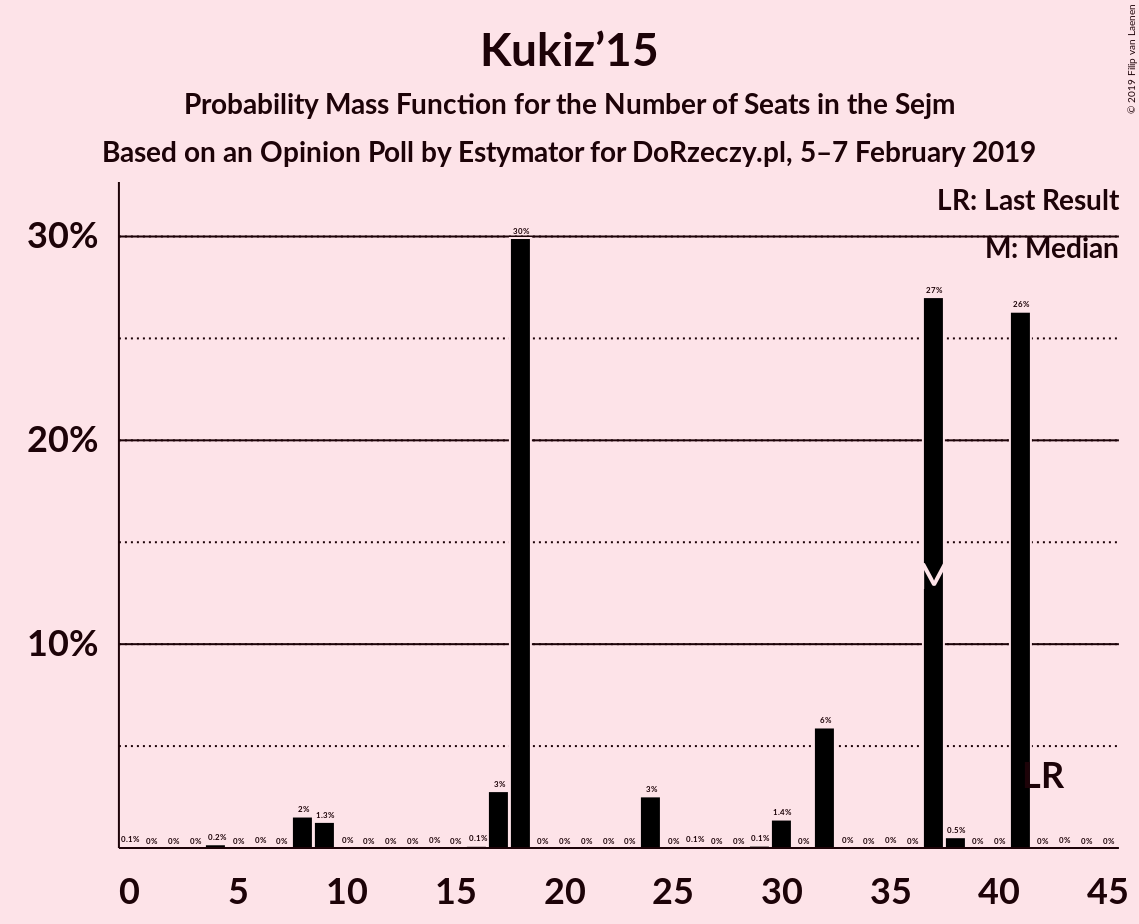 Kukiz’15
Probability Mass Function for the Number of Seats in the Sejm
Based on an Opinion Poll by Estymator for DoRzeczy.pl, 5–7 February 2019
© 2019 Filip van Laenen
LR: Last Result
M: Median
30%
20%
10%
0.1% 0% 0% 0% 0.2% 0% 0% 0% 2% 1.3% 0% 0% 0% 0% 0% 0% 0.1% 3% 30% 0% 0% 0% 0% 0% 3% 0% 0.1% 0% 0% 0.1% 1.4% 0% 6% 0% 0% 0% 0% 27% 0.5% 0% 0% 26% 0% 0% 0% 0%
M
LR
0 5 10 15 20 25 30 35 40 45